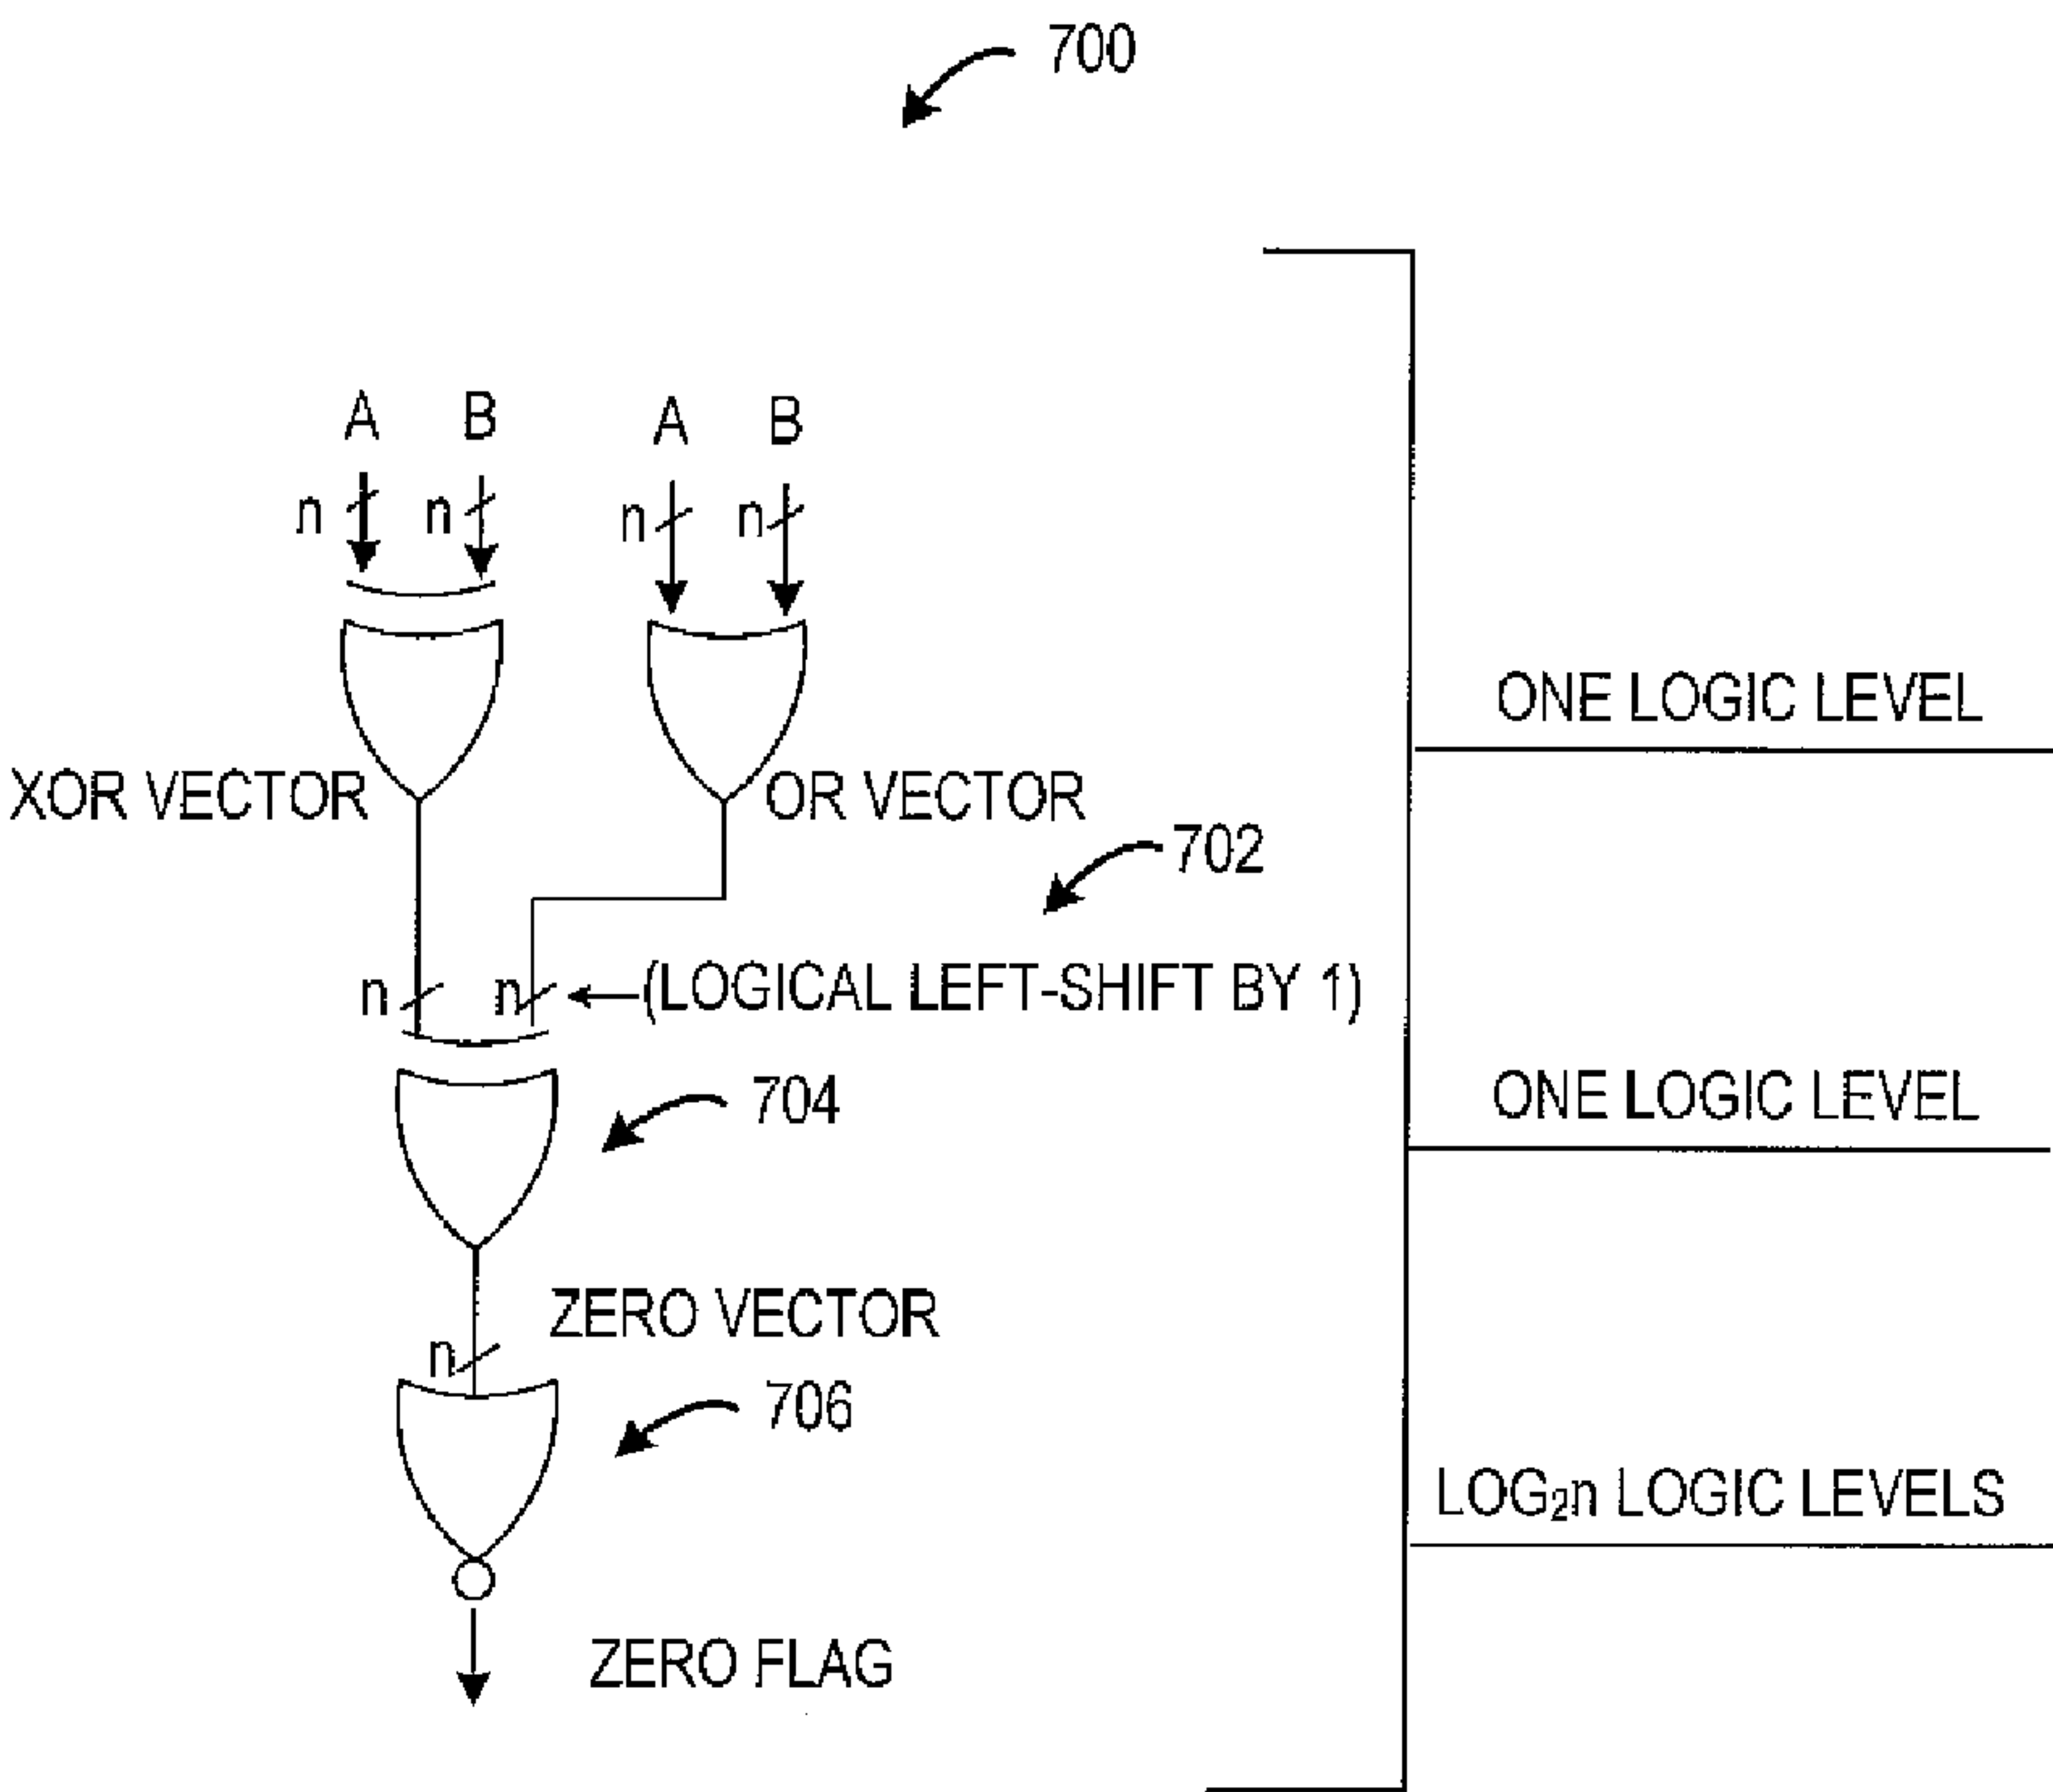 700
A B A B
n n n n
ONE LOGIC LEVEL
XOR VECTOR OR VECTOR
702
n n (LOGICAL LEFT-SHIFT BY 1)
704
ONE LOGIC LEVEL
ZERO VECTOR
n
706
LOG₂n LOGIC LEVELS
ZERO FLAG